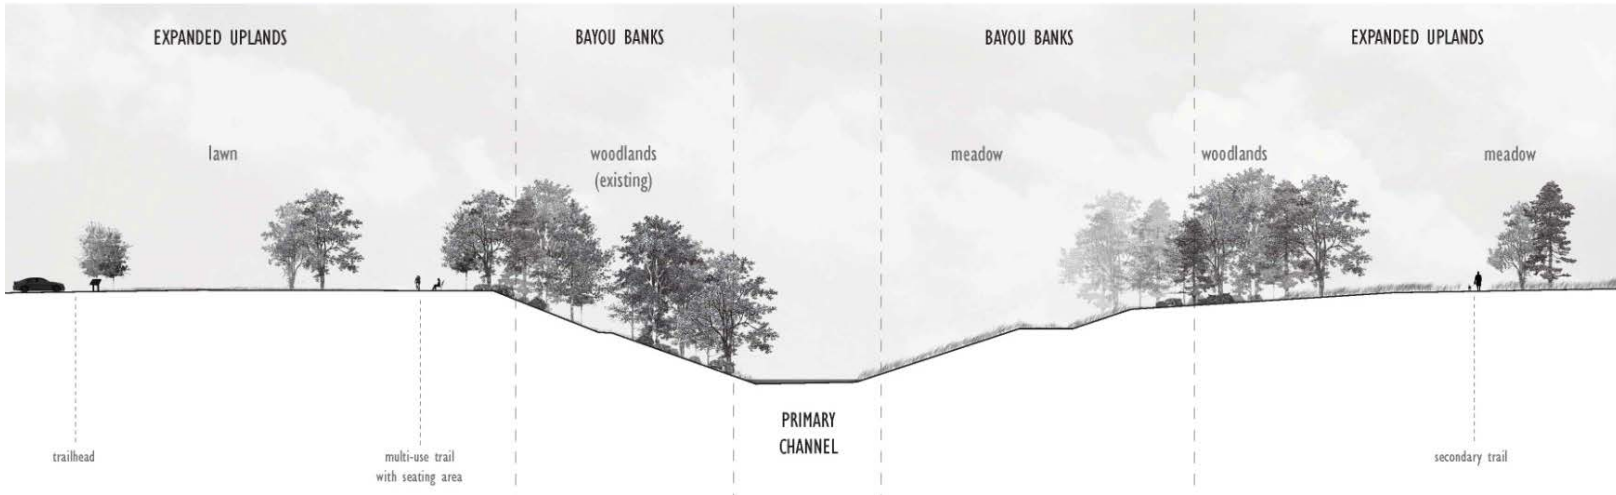 EXPANDED UPLANDS
BAYOU BANKS
BAYOU BANKS
EXPANDED UPLANDS
lawn
woodlands
(existing)
meadow
woodlands
meadow
PRIMARY
CHANNEL
trailhead
multi-use trail
with seating area
secondary trail